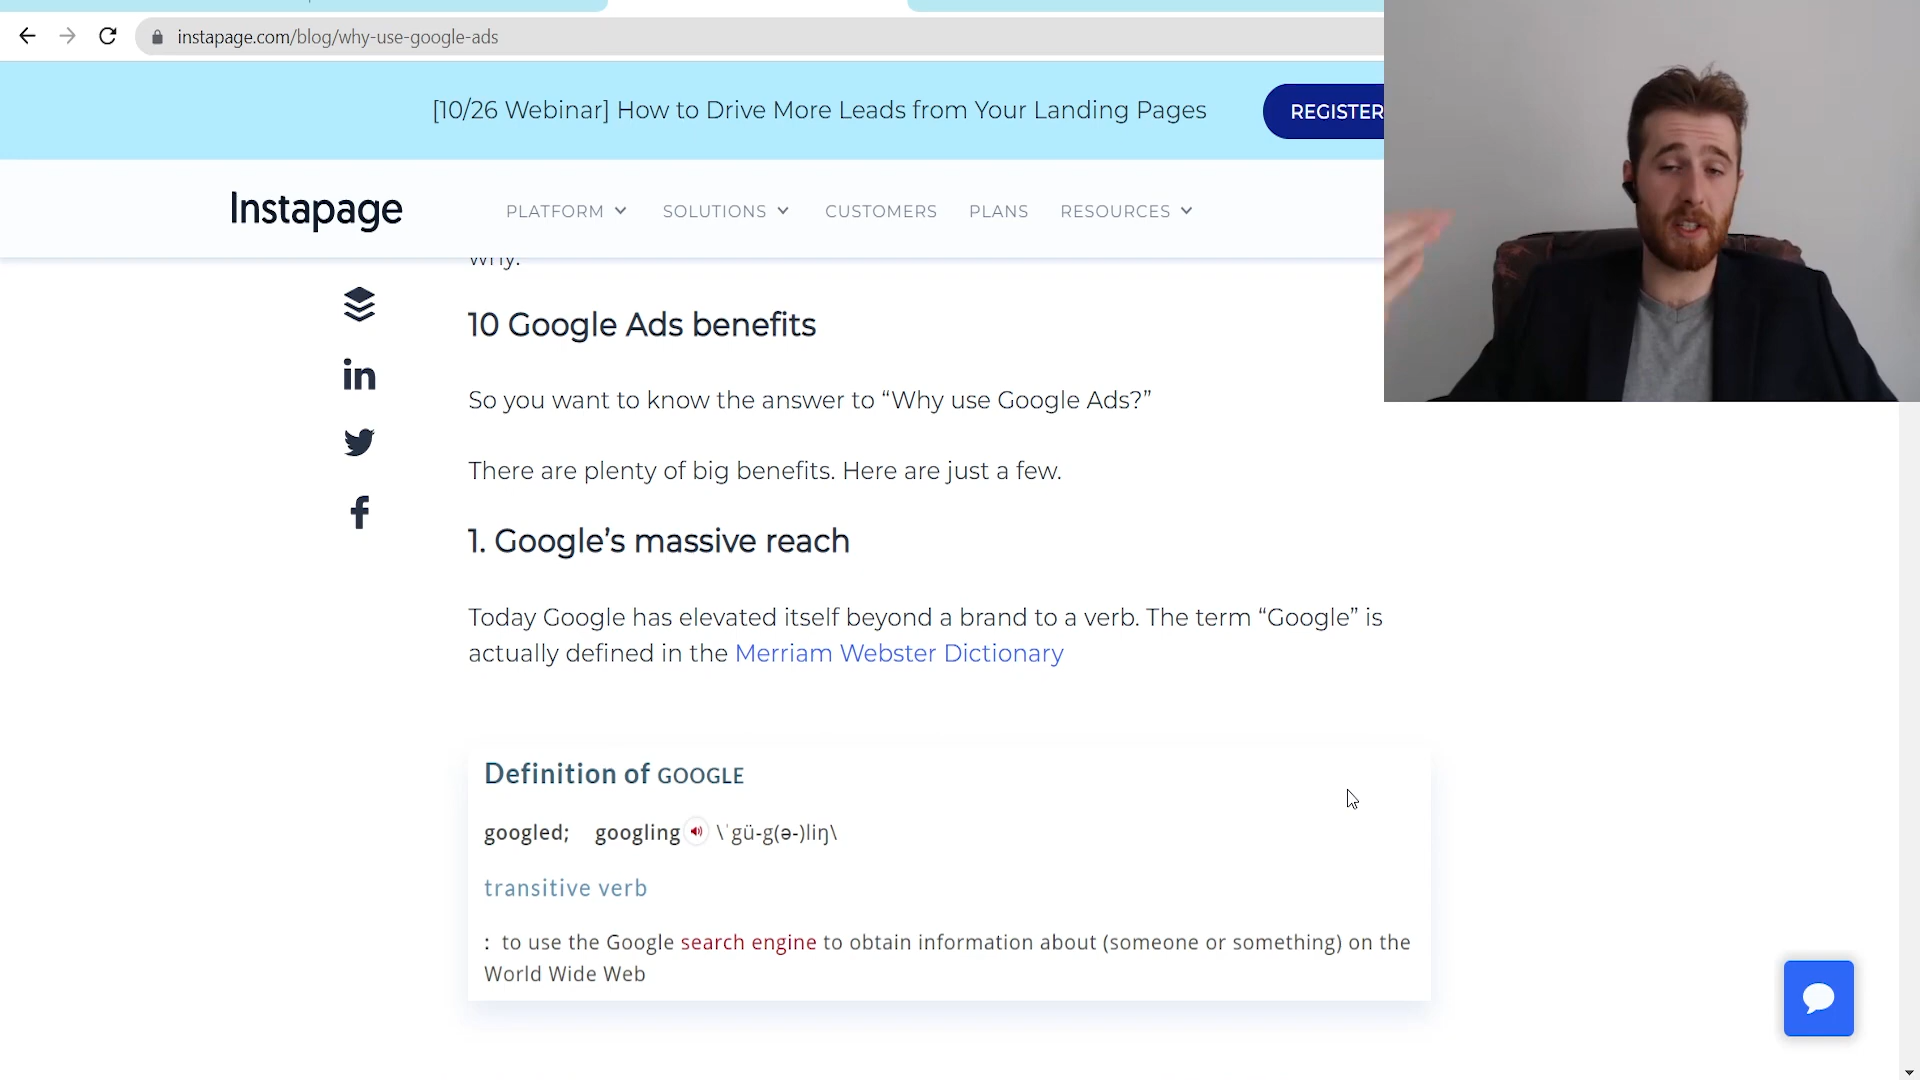 instapage.com/blog/why-use-google-ads
[10/26 Webinar] How to Drive More Leads from Your Landing Pages
REGISTER
Instapage
PLATFORM
SOLUTIONS
CUSTOMERS
PLANS
RESOURCES
why.
10 Google Ads benefits
So you want to know the answer to “Why use Google Ads?”
There are plenty of big benefits. Here are just a few.
1. Google’s massive reach
Today Google has elevated itself beyond a brand to a verb. The term “Google” is
actually defined in the Merriam Webster Dictionary
Definition of GOOGLE
googled; googling \ˈgü-g(ə-)liŋ\
transitive verb
: to use the Google search engine to obtain information about (someone or something) on the
World Wide Web